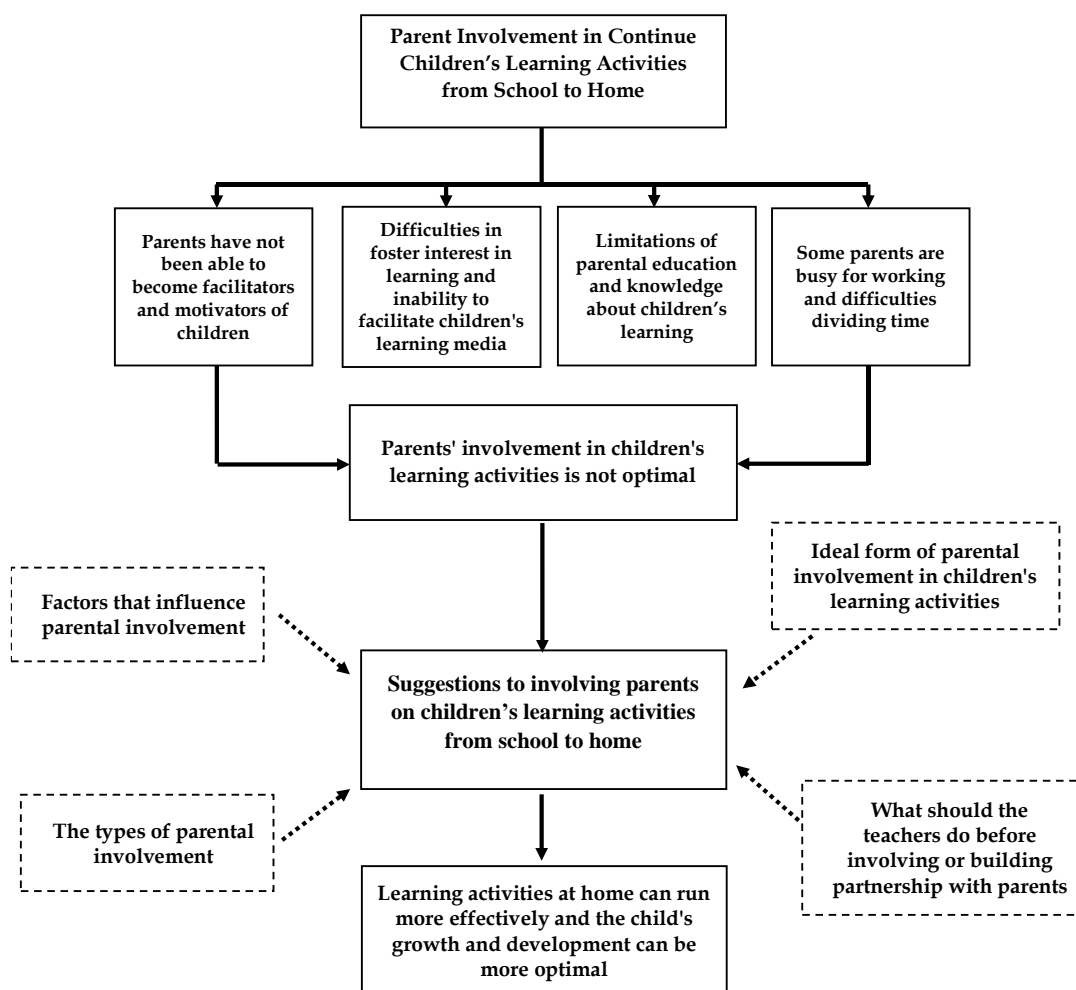 Parent Involvement in Continue
Children’s Learning Activities
from School to Home
Parents have not
been able to
become facilitators
and motivators of
children
Difficulties in
foster interest in
learning and
inability to
facilitate children's
learning media
Limitations of
parental education
and knowledge
about children’s
learning
Some parents are
busy for working
and difficulties
dividing time
Parents' involvement in children's
learning activities is not optimal
Factors that influence
parental involvement
Ideal form of parental
involvement in children's
learning activities
Suggestions to involving parents
on children’s learning activities
from school to home
The types of parental
involvement
What should the
teachers do before
involving or building
partnership with parents
Learning activities at home can run
more effectively and the child's
growth and development can be
more optimal